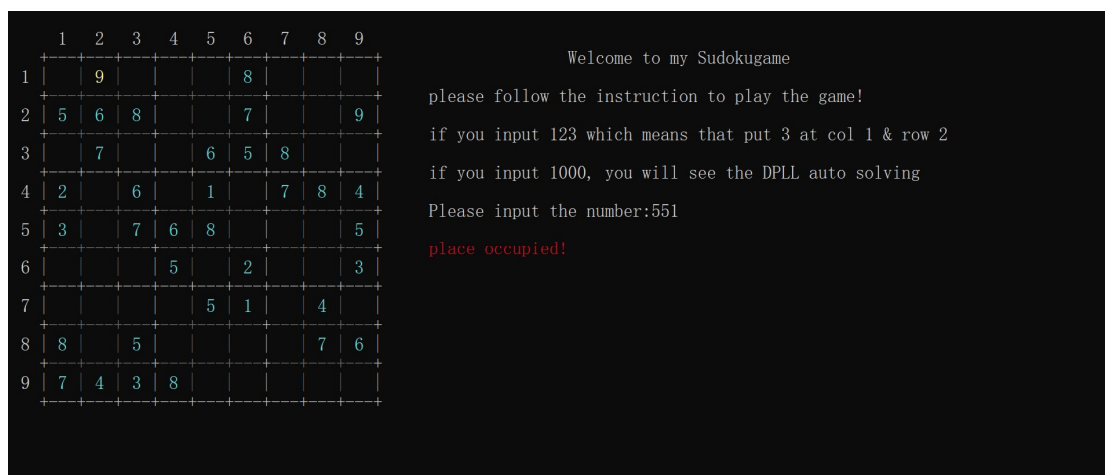 1 2 3 4 5 6 7 8 9
Welcome to my Sudokugame
1 9 8
please follow the instruction to play the game!
2 5 6 8 7 9
if you input 123 which means that put 3 at col 1 & row 2
3 7 6 5 8
if you input 1000, you will see the DPLL auto solving
4 2 6 1 7 8 4
Please input the number:551
5 3 7 6 8 5
place occupied!
6 5 2 3
7 5 1 4
8 8 5 7 6
9 7 4 3 8